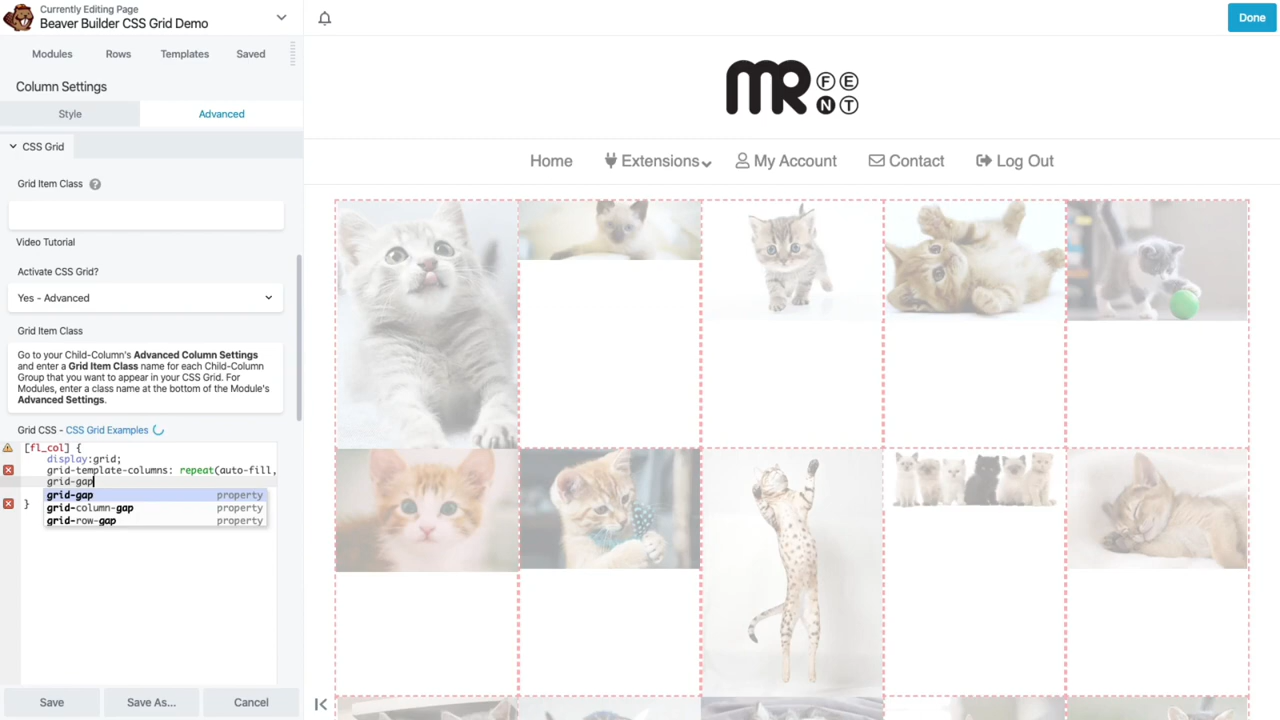 Currently Editing Page
Beaver Builder CSS Grid Demo
Done
Modules Rows Templates Saved
Column Settings
Style Advanced
CSS Grid
Grid Item Class ?
Video Tutorial
Activate CSS Grid?
Yes - Advanced
Grid Item Class
Go to your Child-Column's Advanced Column Settings
and enter a Grid Item Class name for each Child-Column
Group that you want to appear in your CSS Grid. For
Modules, enter a class name at the bottom of the Module's
Advanced Settings.
Grid CSS - CSS Grid Examples
[fl_col] {
display:grid;
grid-template-columns: repeat(auto-fill,
grid-gap
grid-gap property
grid-column-gap property
grid-row-gap property
}
Save Save As... Cancel
MR FENT
Home Extensions My Account Contact Log Out